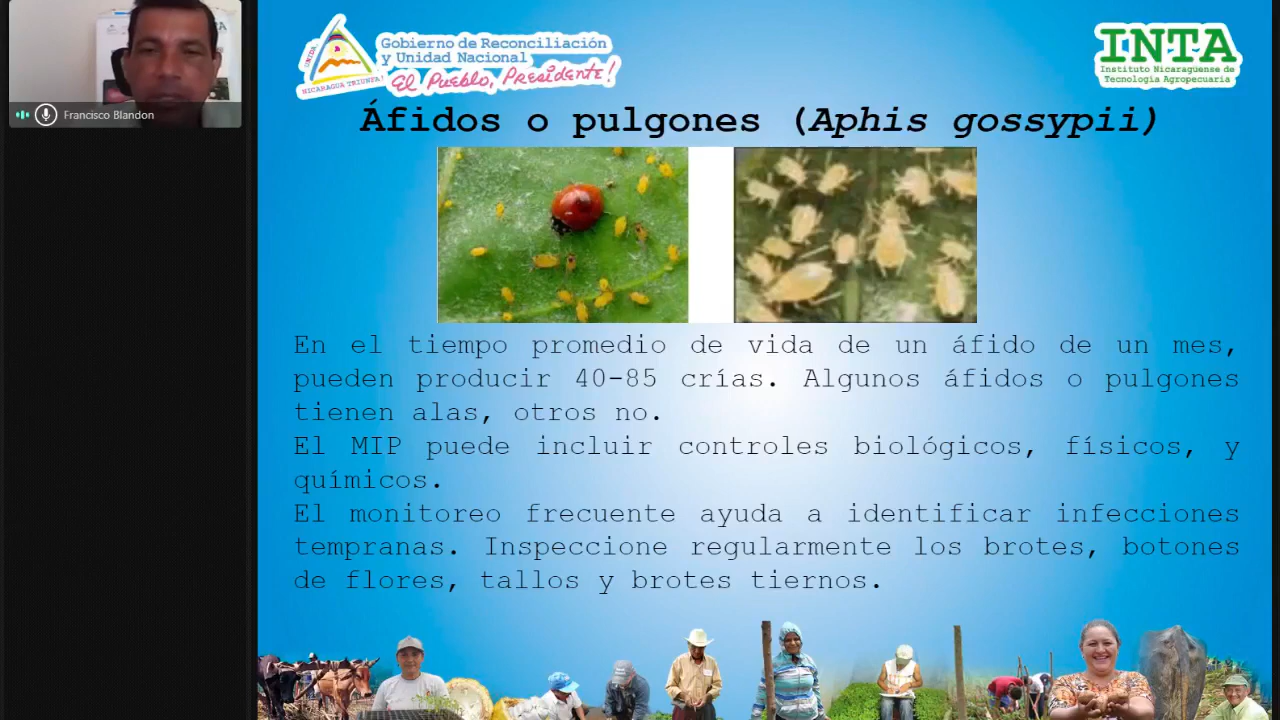 Francisco Blandon
UNIDA,
NICARAGUA TRIUNFA!
Gobierno de Reconciliación
y Unidad Nacional
El Pueblo, Presidente!
INTA
Instituto Nicaragüense de
Tecnología Agropecuaria
Áfidos o pulgones (Aphis gossypii)
En el tiempo promedio de vida de un áfido de un mes,
pueden producir 40-85 crías. Algunos áfidos o pulgones
tienen alas, otros no.
El MIP puede incluir controles biológicos, físicos, y
químicos.
El monitoreo frecuente ayuda a identificar infecciones
tempranas. Inspeccione regularmente los brotes, botones
de flores, tallos y brotes tiernos.